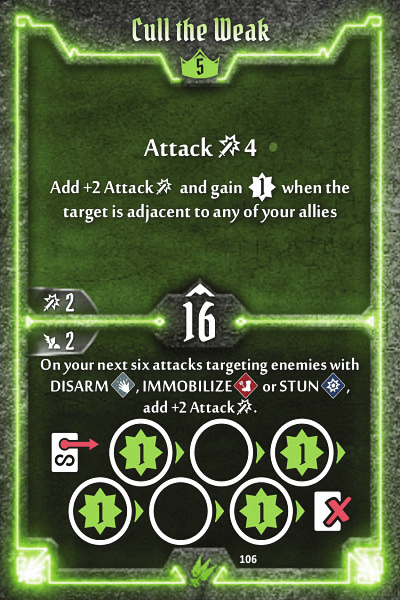 Cull the Weak
5
Attack 4
Add +2 Attack and gain 1 when the
target is adjacent to any of your allies
2
16
2
On your next six attacks targeting enemies with
DISARM , IMMOBILIZE or STUN ,
add +2 Attack .
S 1 1
1 1 X
106